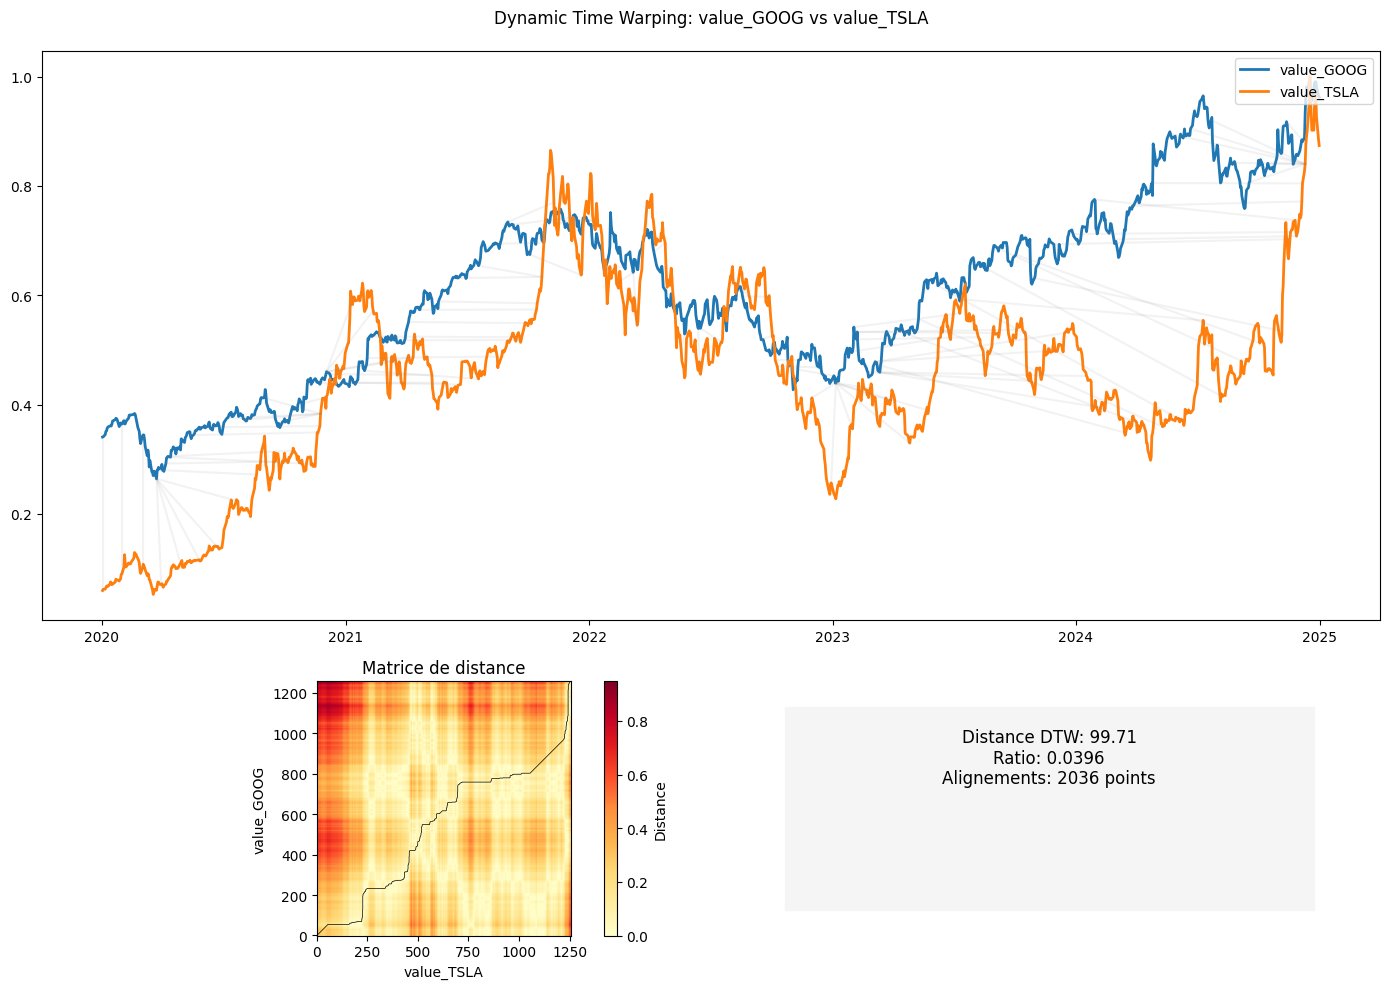 Dynamic Time Warping: value_GOOG vs value_TSLA
value_GOOG
value_TSLA
1.0
0.8
0.6
0.4
0.2
2020 2021 2022 2023 2024 2025
Matrice de distance
1200
1000
800
600
400
200
0
value_GOOG
0 250 500 750 1000 1250
value_TSLA
0.8
0.6
0.4
0.2
0.0
Distance
Distance DTW: 99.71
Ratio: 0.0396
Alignements: 2036 points